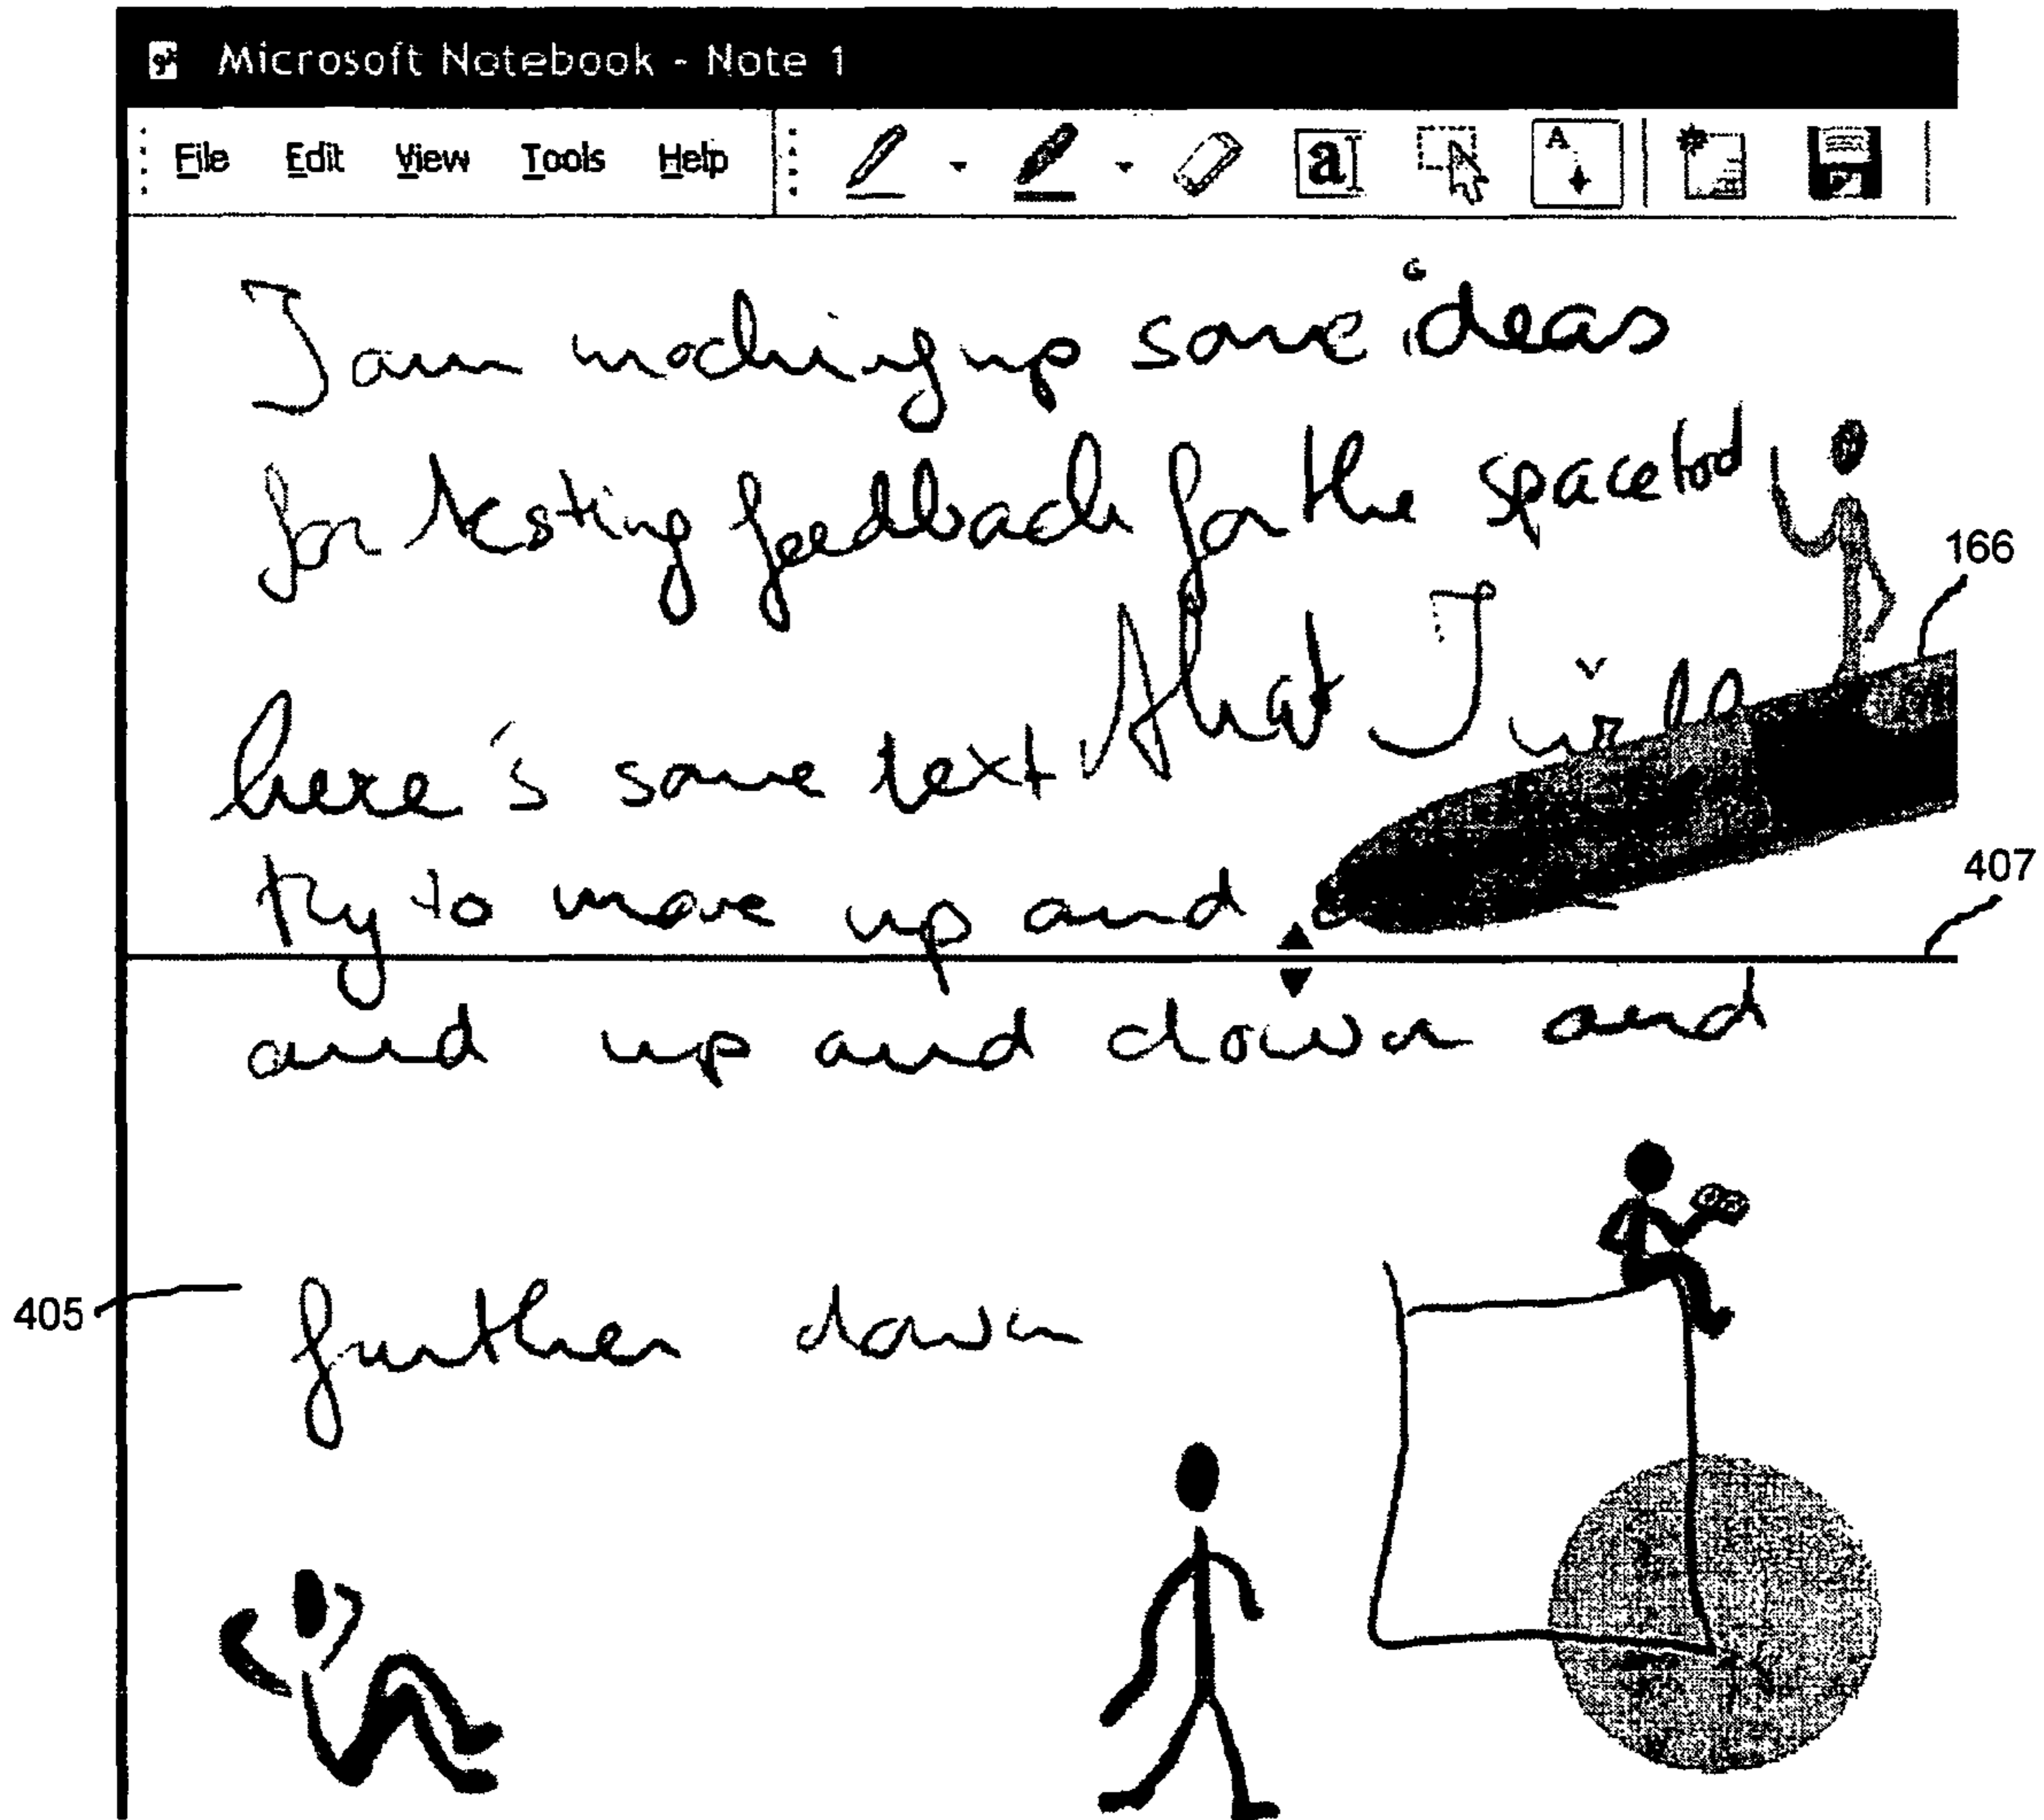 Microsoft Notebook - Note 1
File Edit View Tools Help
a
A
I am mocking up some ideas
for testing feedback for the spacetool
166
here's some text that I will
407
try to move up and
and up and down and
405
further down